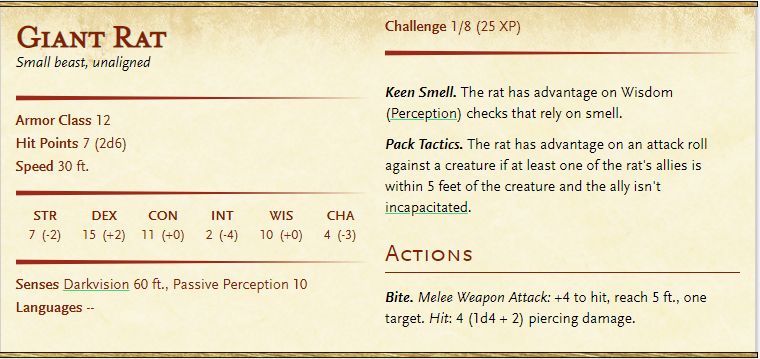 Giant Rat
Small beast, unaligned
Armor Class 12
Hit Points 7 (2d6)
Speed 30 ft.
STR DEX CON INT WIS CHA
7 (-2) 15 (+2) 11 (+0) 2 (-4) 10 (+0) 4 (-3)
Senses Darkvision 60 ft., Passive Perception 10
Languages --
Challenge 1/8 (25 XP)
Keen Smell. The rat has advantage on Wisdom
(Perception) checks that rely on smell.
Pack Tactics. The rat has advantage on an attack roll
against a creature if at least one of the rat's allies is
within 5 feet of the creature and the ally isn't
incapacitated.
Actions
Bite. Melee Weapon Attack: +4 to hit, reach 5 ft., one
target. Hit: 4 (1d4 + 2) piercing damage.